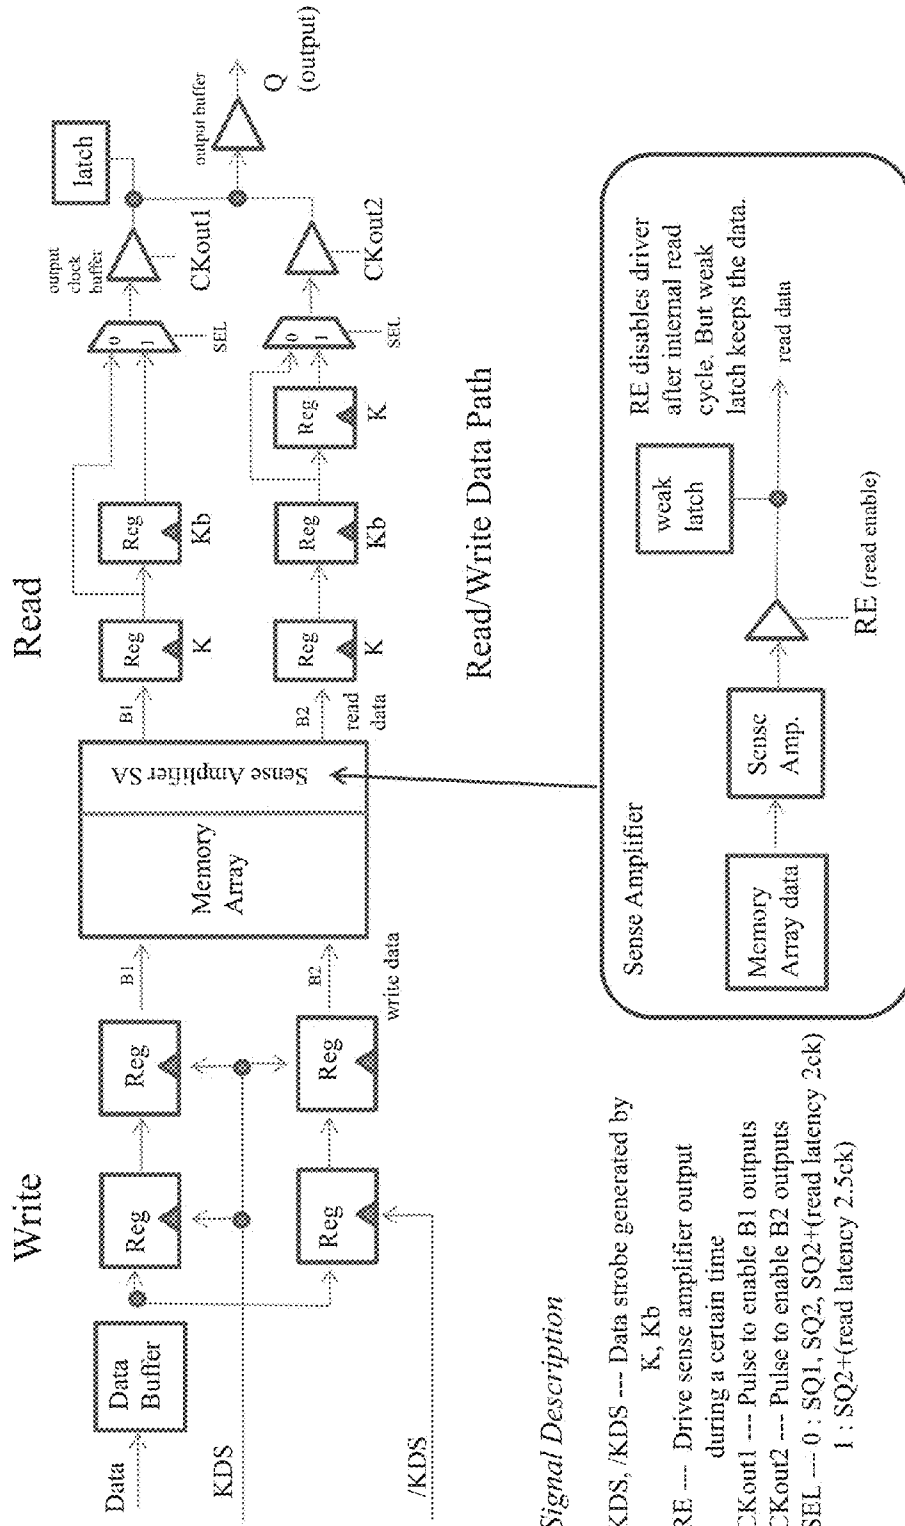 Write
Read
Data
Data
Buffer
Reg
Reg
B1
KDS
Reg
Reg
B2
write data
/KDS
Memory
Array
Sense Amplifier SA
B1
Reg
K
Reg
Kb
0
1
SEL
output
clock
buffer
CKout1
latch
B2
read
data
Reg
K
Reg
Kb
Reg
K
0
1
SEL
CKout2
output buffer
Q
(output)
Read/Write Data Path
Signal Description
KDS, /KDS --- Data strobe generated by
K, Kb
RE --- Drive sense amplifier output
during a certain time
CKout1 --- Pulse to enable B1 outputs
CKout2 --- Pulse to enable B2 outputs
SEL --- 0 : SQ1, SQ2, SQ2+(read latency 2ck)
1 : SQ2+(read latency 2.5ck)
Sense Amplifier
Memory
Array data
Sense
Amp.
RE (read enable)
weak
latch
read data
RE disables driver
after internal read
cycle. But weak
latch keeps the data.